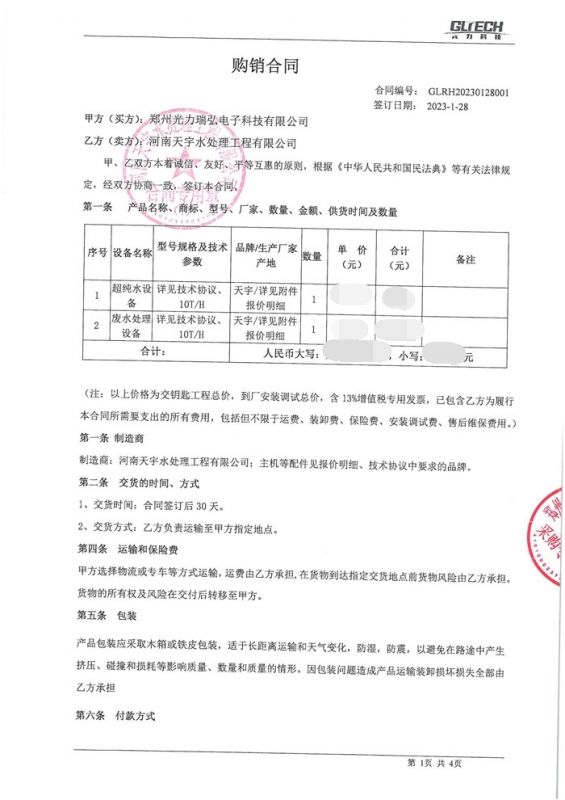 GLTECH
光力科技
购销合同
合同编号: GLRH20230128001
签订日期: 2023-1-28
甲方（买方）: 郑州光力瑞弘电子科技有限公司
乙方（卖方）: 河南天宇水处理工程有限公司
甲、乙双方本着诚信、友好、平等互惠的原则，根据《中华人民共和国民法典》等有关法律规
定，经双方协商一致，签订本合同。
第一条 产品名称、商标、型号、厂家、数量、金额、供货时间及数量
序号 设备名称 型号规格及技术参数 品牌/生产厂家产地 数量 单 价（元） 合计（元） 备注
1 超纯水设备 详见技术协议、10T/H 天宇/详见附件报价明细 1
2 废水处理设备 详见技术协议、10T/H 天宇/详见附件报价明细 1
合计: 人民币大写: ，小写: 元
（注: 以上价格为交钥匙工程总价，到厂安装调试总价，含 13%增值税专用发票，已包含乙方为履行
本合同所需要支出的所有费用，包括但不限于运费、装卸费、保险费、安装调试费、售后维保费用。）
第一条 制造商
制造商: 河南天宇水处理工程有限公司; 主机等配件见报价明细、技术协议中要求的品牌。
第二条 交货的时间、方式
1、交货时间: 合同签订后 30 天。
2、交货方式: 乙方负责运输至甲方指定地点。
第四条 运输和保险费
甲方选择物流或专车等方式运输，运费由乙方承担, 在货物到达指定交货地点前货物风险由乙方承担。
货物的所有权及风险在交付后转移至甲方。
第五条 包装
产品包装应采取木箱或铁皮包装，适于长距离运输和天气变化，防湿，防震，以避免在路途中产生
挤压、碰撞和损耗等影响质量、数量和质量的情形。因包装问题造成产品运输装卸损坏损失全部由
乙方承担
第六条 付款方式
第 1页 共 4页
合同专用章
采购